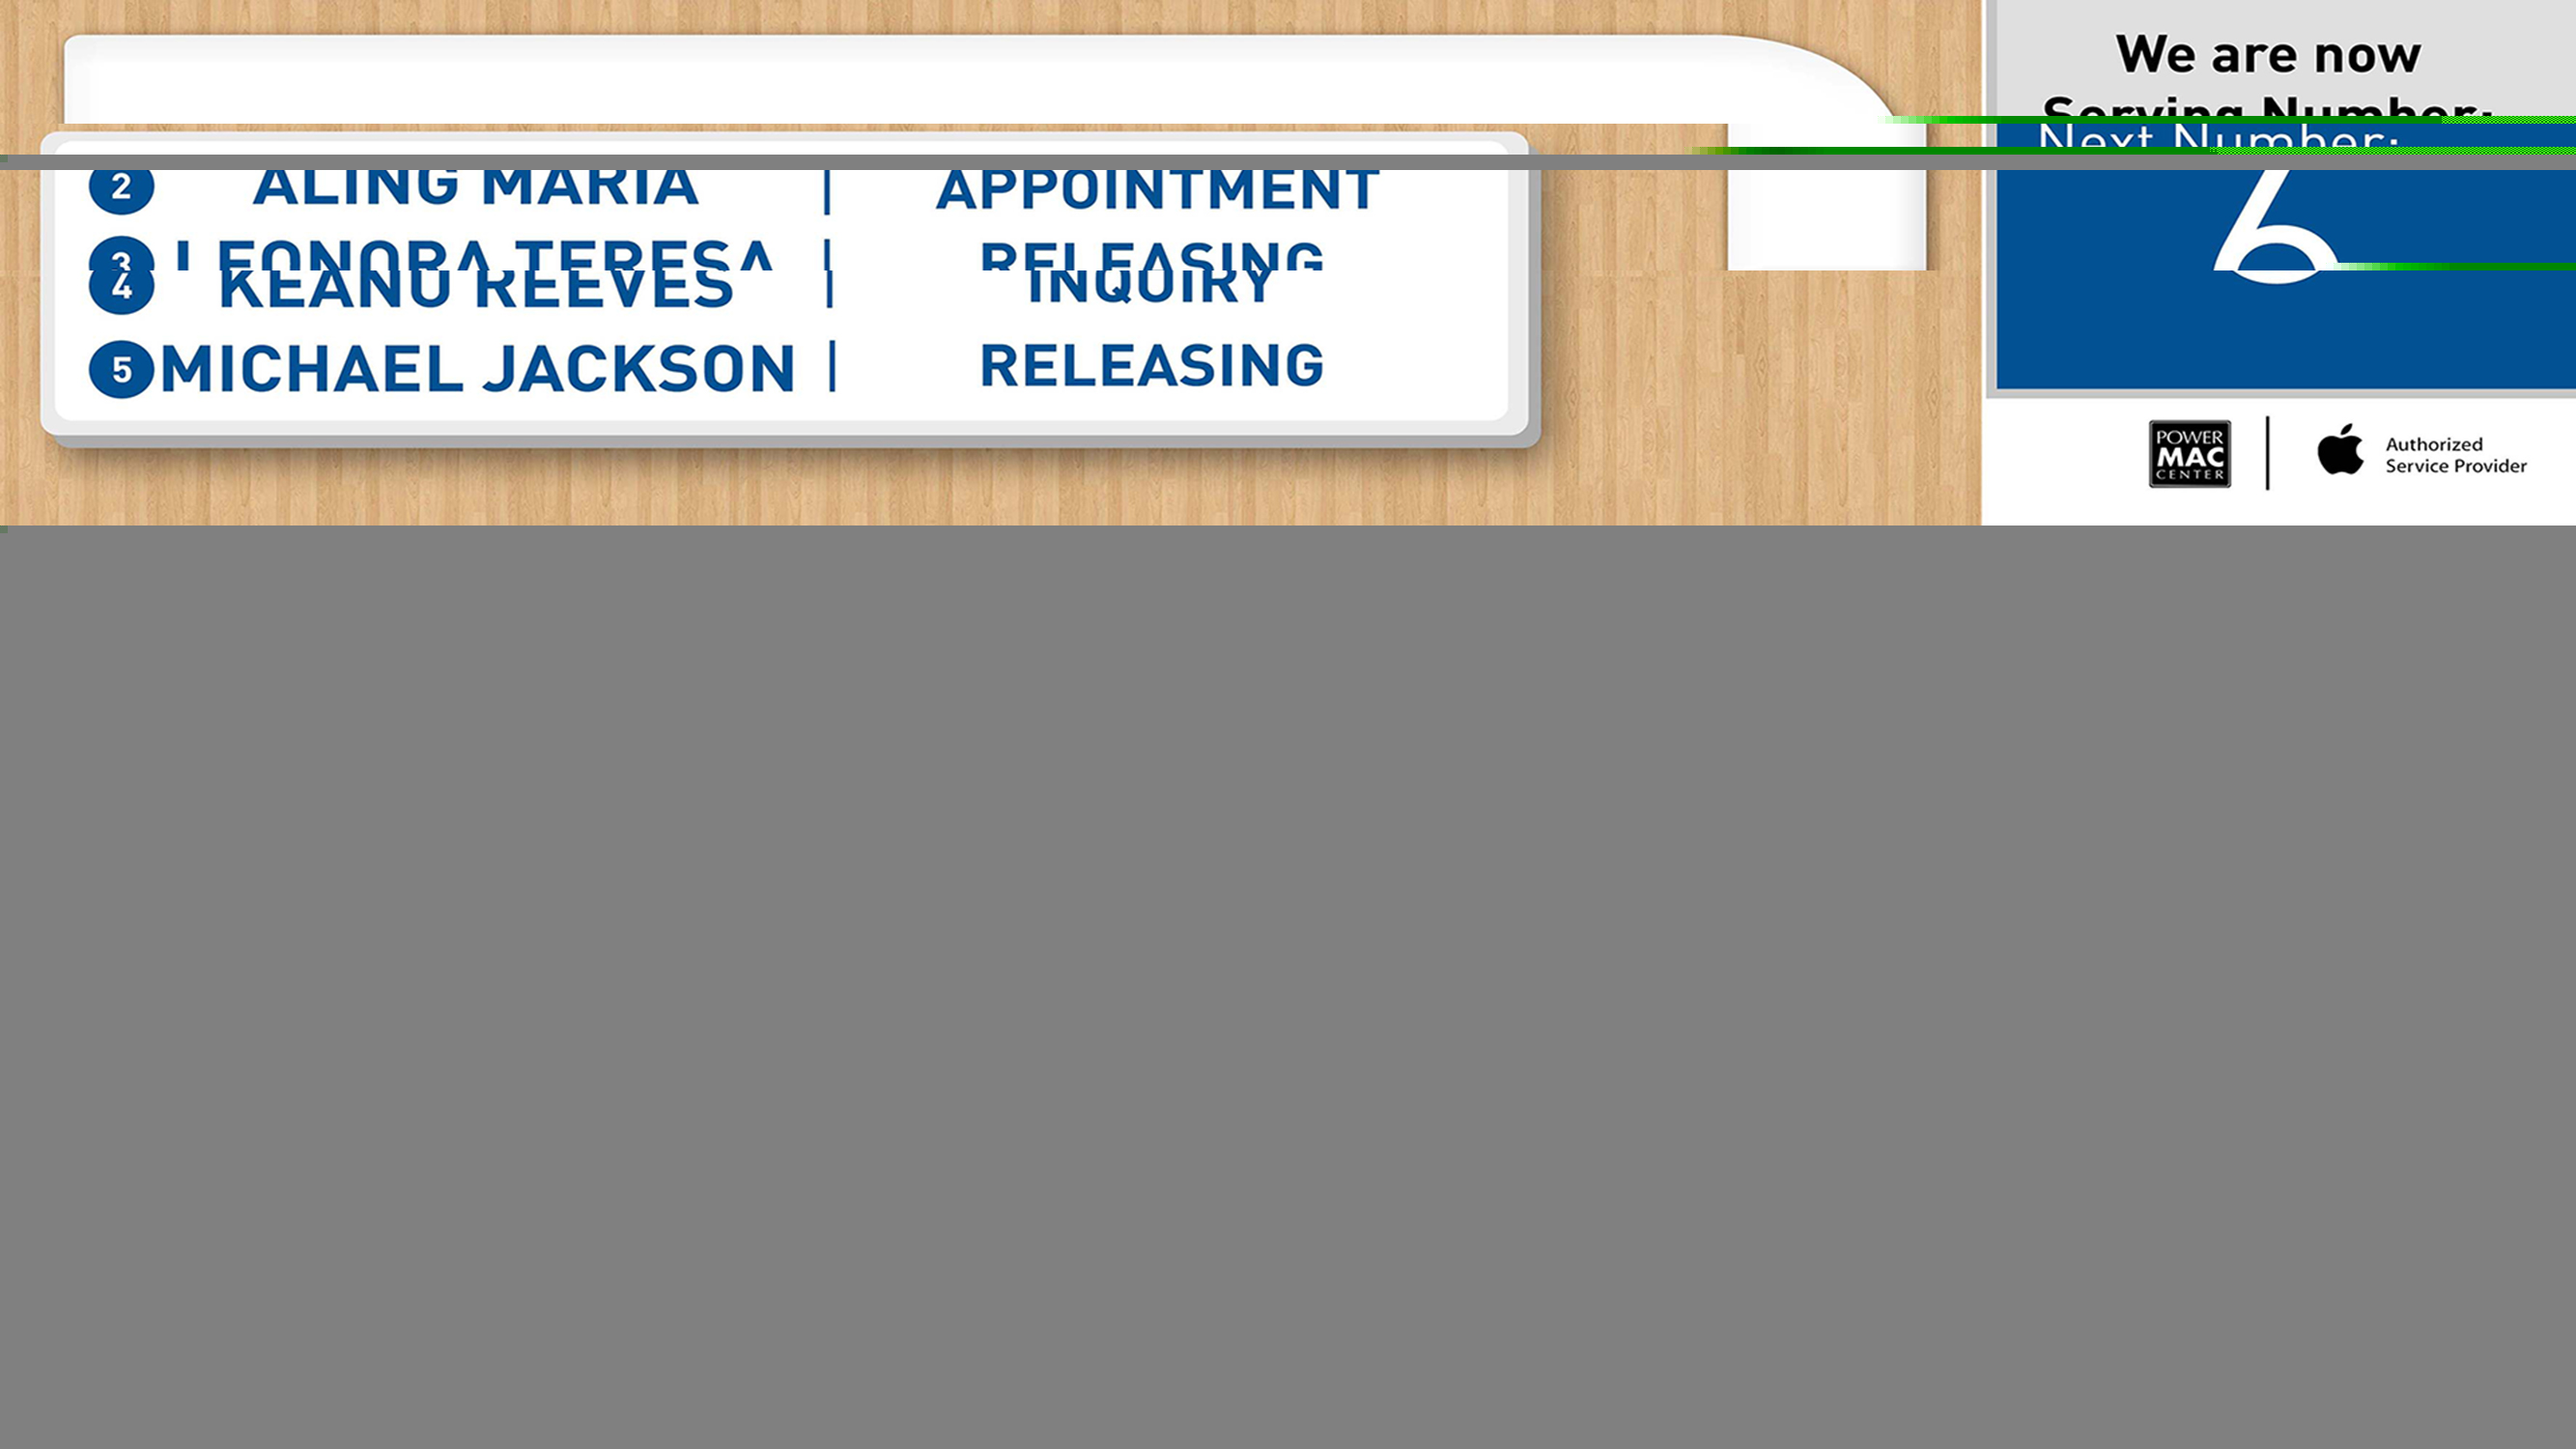 We are now
Serving Number:
Next Number:
6
2 ALING MARIA | APPOINTMENT
3 LEONORA TERESA | RELEASING
4 KEANU REEVES | INQUIRY
5 MICHAEL JACKSON | RELEASING
POWER
MAC
CENTER
Authorized
Service Provider